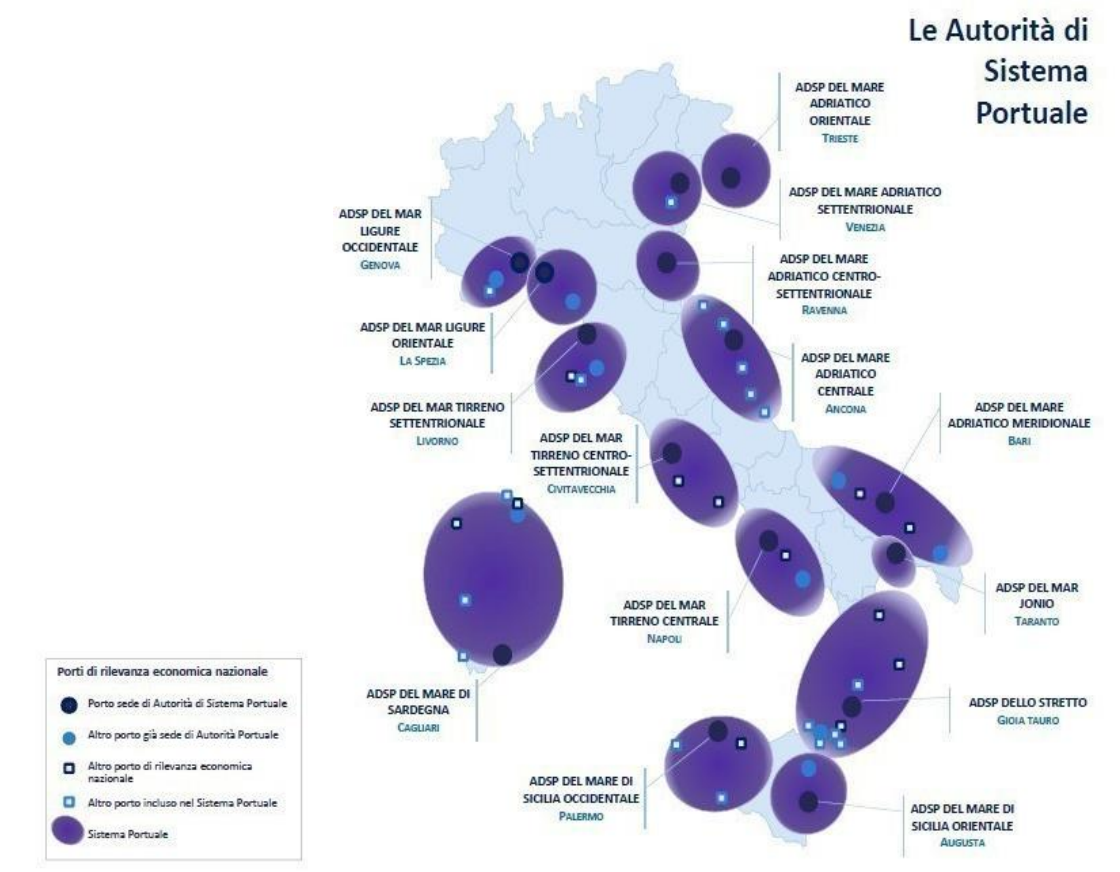 Le Autorità di
Sistema
Portuale
ADSP DEL MARE
ADRIATICO
ORIENTALE
TRIESTE
ADSP DEL MARE ADRIATICO
SETTENTRIONALE
VENEZIA
ADSP DEL MAR
LIGURE
OCCIDENTALE
GENOVA
ADSP DEL MARE
ADRIATICO CENTRO-
SETTENTRIONALE
RAVENNA
ADSP DEL MAR LIGURE
ORIENTALE
LA SPEZIA
ADSP DEL MARE
ADRIATICO
CENTRALE
ANCONA
ADSP DEL MAR TIRRENO
SETTENTRIONALE
LIVORNO
ADSP DEL MARE
ADRIATICO MERIDIONALE
BARI
ADSP DEL MAR
TIRRENO CENTRO-
SETTENTRIONALE
CIVITAVECCHIA
ADSP DEL MAR
JONIO
TARANTO
ADSP DEL MAR
TIRRENO CENTRALE
NAPOLI
ADSP DEL MARE DI
SARDEGNA
CAGLIARI
ADSP DELLO STRETTO
GIOIA TAURO
ADSP DEL MARE DI
SICILIA OCCIDENTALE
PALERMO
ADSP DEL MARE DI
SICILIA ORIENTALE
AUGUSTA
Porti di rilevanza economica nazionale
Porto sede di Autorità di Sistema Portuale
Altro porto già sede di Autorità Portuale
Altro porto di rilevanza economica
nazionale
Altro porto incluso nel Sistema Portuale
Sistema Portuale